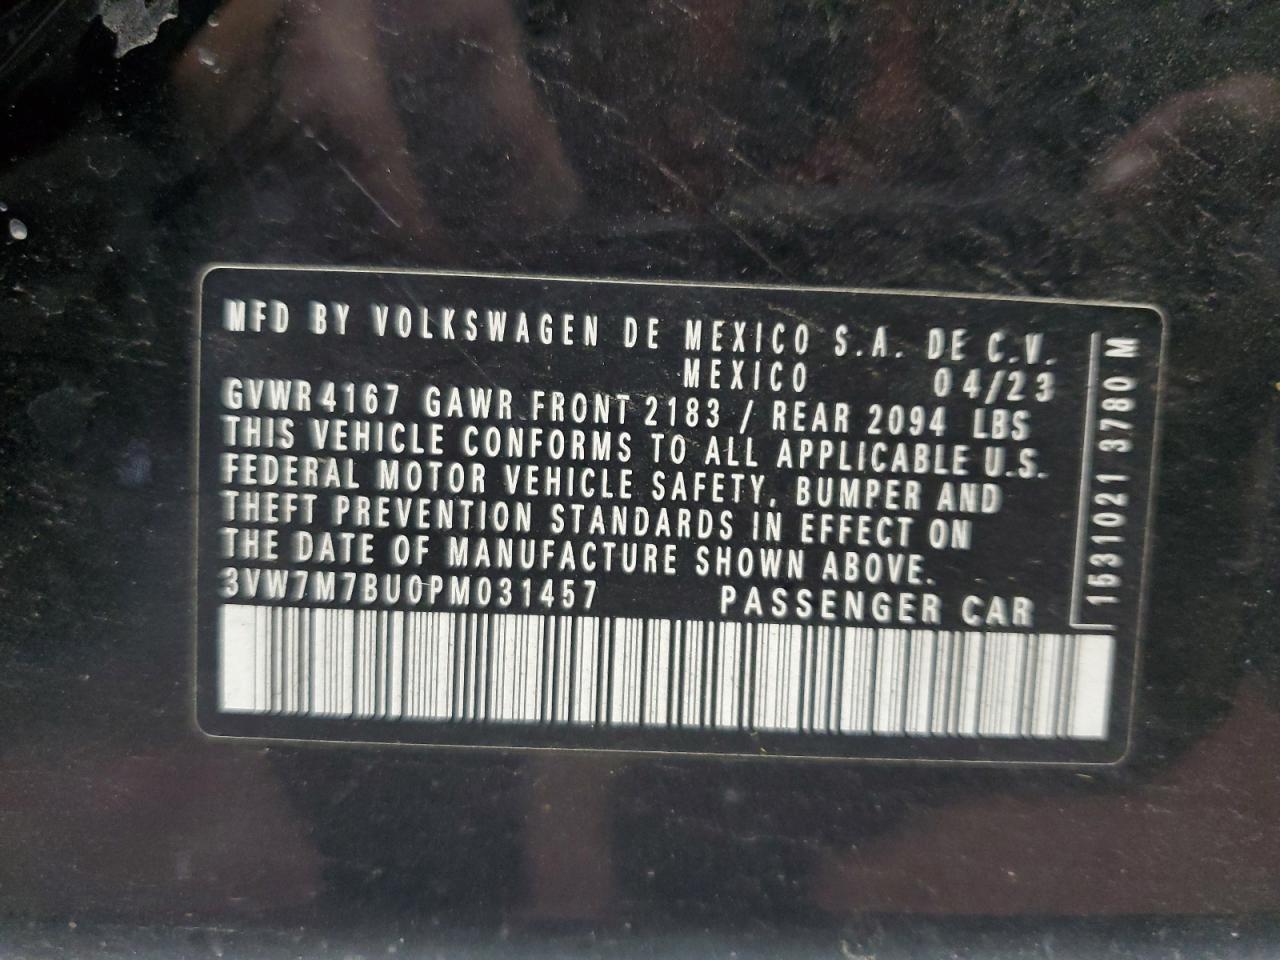 MFD BY VOLKSWAGEN DE MEXICO S.A. DE C.V.
MEXICO 04/23
GVWR 4167 GAWR FRONT 2183 / REAR 2094 LBS
THIS VEHICLE CONFORMS TO ALL APPLICABLE U.S.
FEDERAL MOTOR VEHICLE SAFETY, BUMPER AND
THEFT PREVENTION STANDARDS IN EFFECT ON
THE DATE OF MANUFACTURE SHOWN ABOVE.
3VW7M7BU0PM031457 PASSENGER CAR
1531021 3780 M